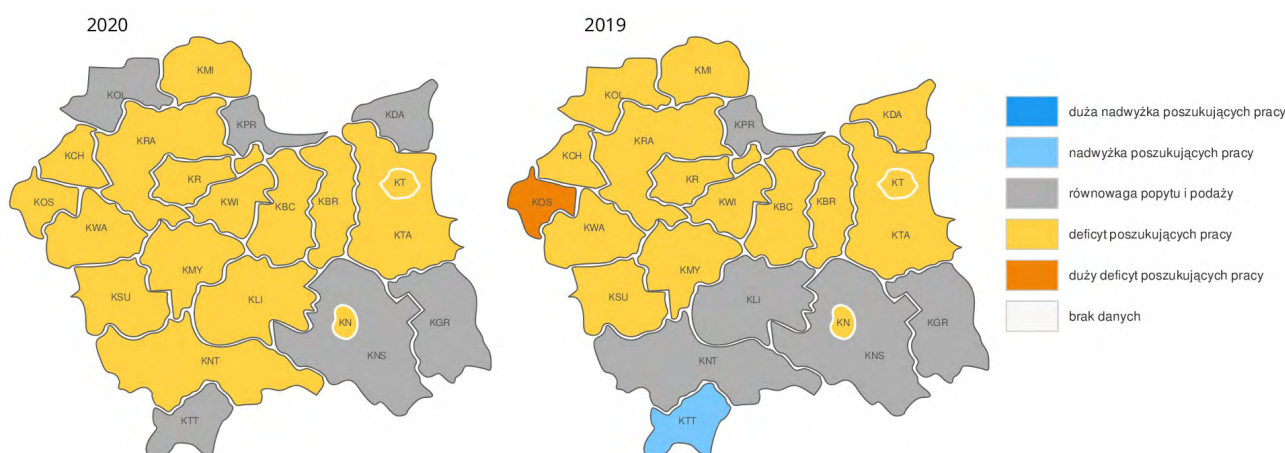 2020
KMI
KOL
KPR
KDA
KRA
KCH
KR
KT
KOS
KWI
KBC
KBR
KWA
KTA
KMY
KSU
KLI
KN
KGR
KNT
KNS
KTT
2019
KMI
KOL
KPR
KDA
KRA
KCH
KR
KT
KOS
KWI
KBC
KBR
KWA
KTA
KMY
KSU
KLI
KN
KGR
KNT
KNS
KTT
duża nadwyżka poszukujących pracy
nadwyżka poszukujących pracy
równowaga popytu i podaży
deficyt poszukujących pracy
duży deficyt poszukujących pracy
brak danych